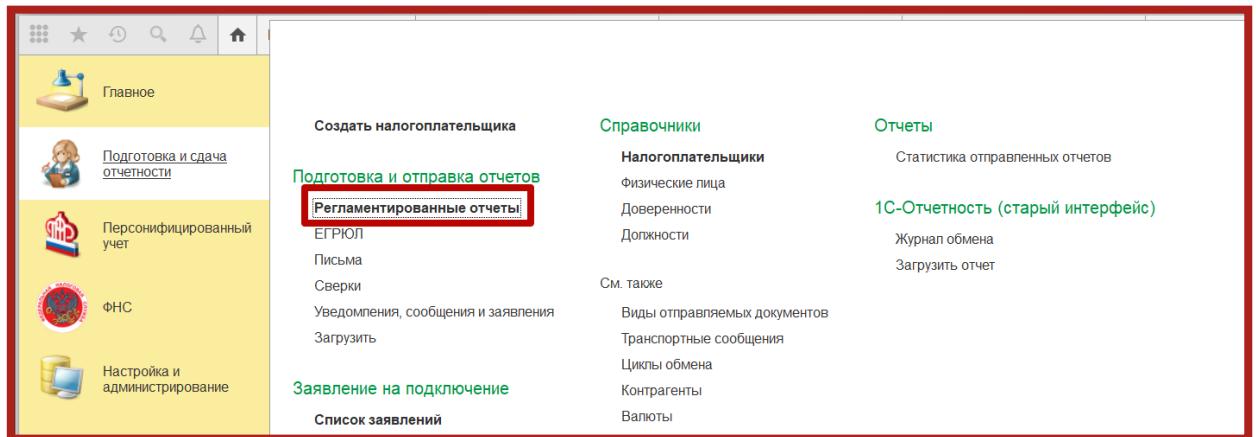 Главное
Подготовка и сдача
отчетности
Персонифицированный
учет
ФНС
Настройка и
администрирование
Создать налогоплательщика
Подготовка и отправка отчетов
Регламентированные отчеты
ЕГРЮЛ
Письма
Сверки
Уведомления, сообщения и заявления
Загрузить
Заявление на подключение
Список заявлений
Справочники
Налогоплательщики
Физические лица
Доверенности
Должности
См. также
Виды отправляемых документов
Транспортные сообщения
Циклы обмена
Контрагенты
Валюты
Отчеты
Статистика отправленных отчетов
1С-Отчетность (старый интерфейс)
Журнал обмена
Загрузить отчет